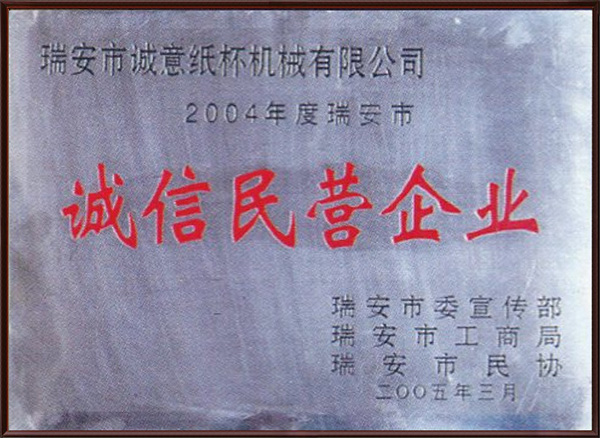 瑞安市诚意纸杯机械有限公司
2004年度瑞安市
诚信民营企业
瑞安市委宣传部
瑞安市工商局
瑞安市民协
二〇〇五年三月